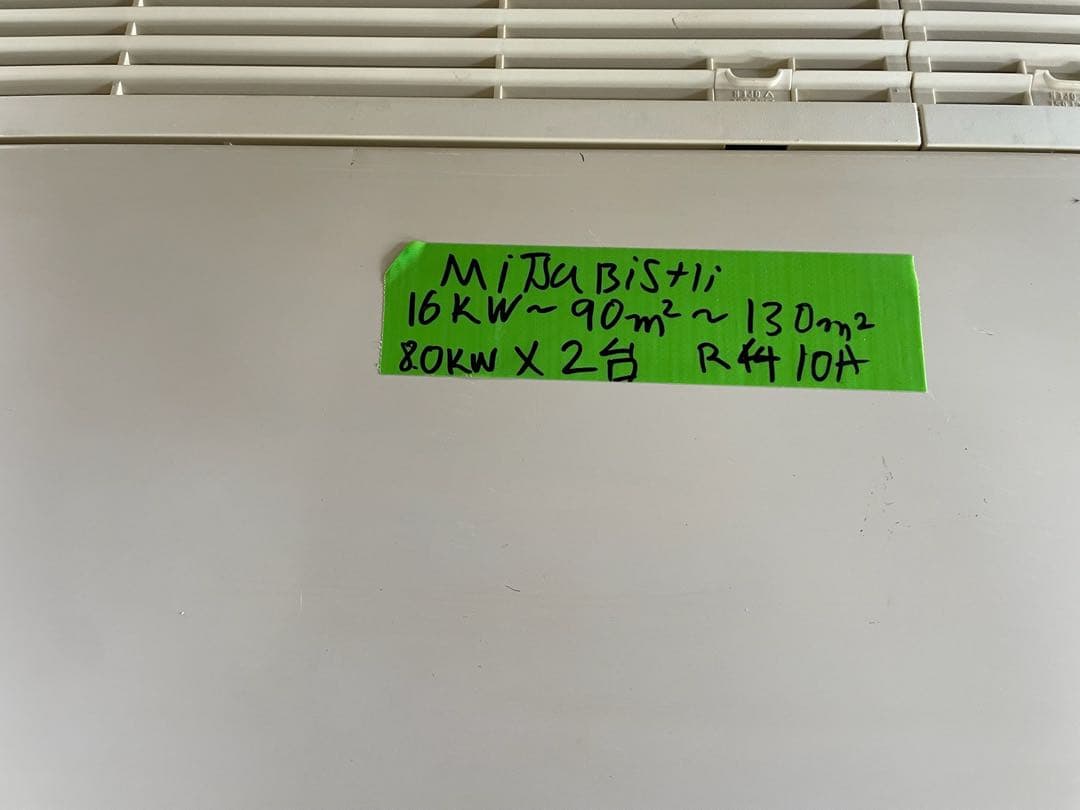 MiTSUBiSHi
16KW~90m²~130m²
8.0KW X 2台 R410A